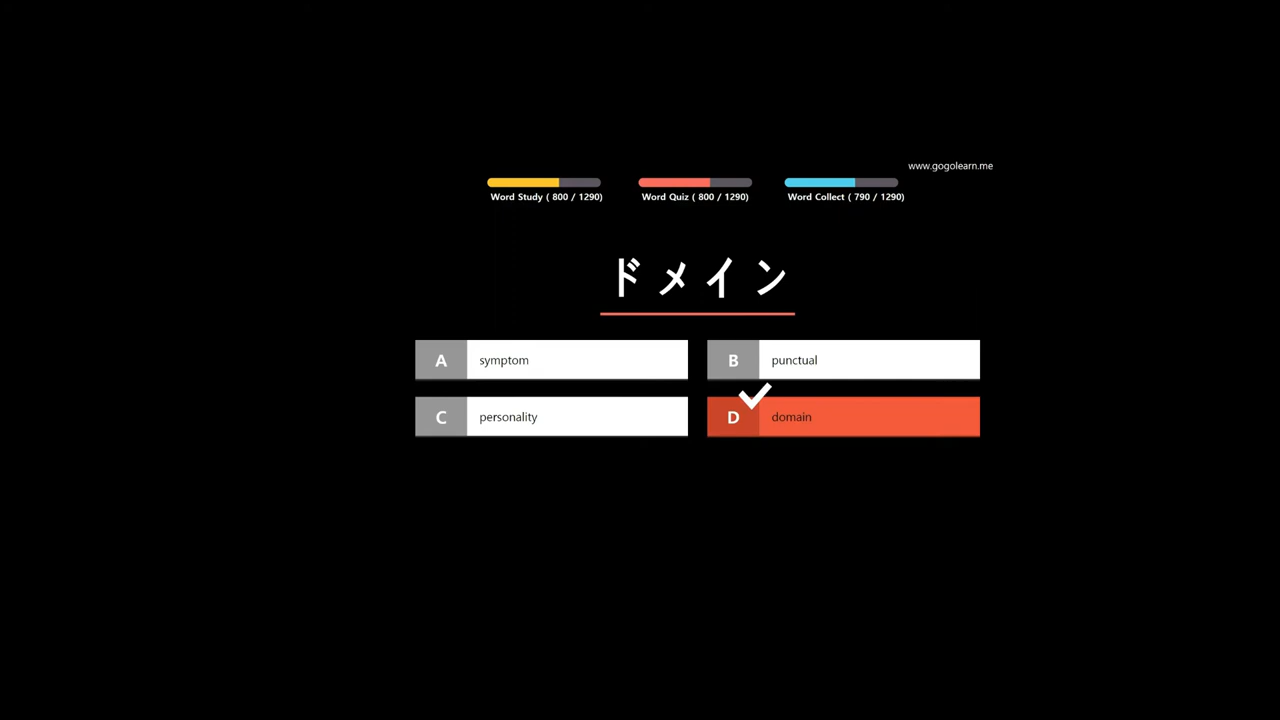 www.gogolearn.me
Word Study ( 800 / 1290)
Word Quiz ( 800 / 1290)
Word Collect ( 790 / 1290)
ドメイン
A symptom
B punctual
C personality
D domain